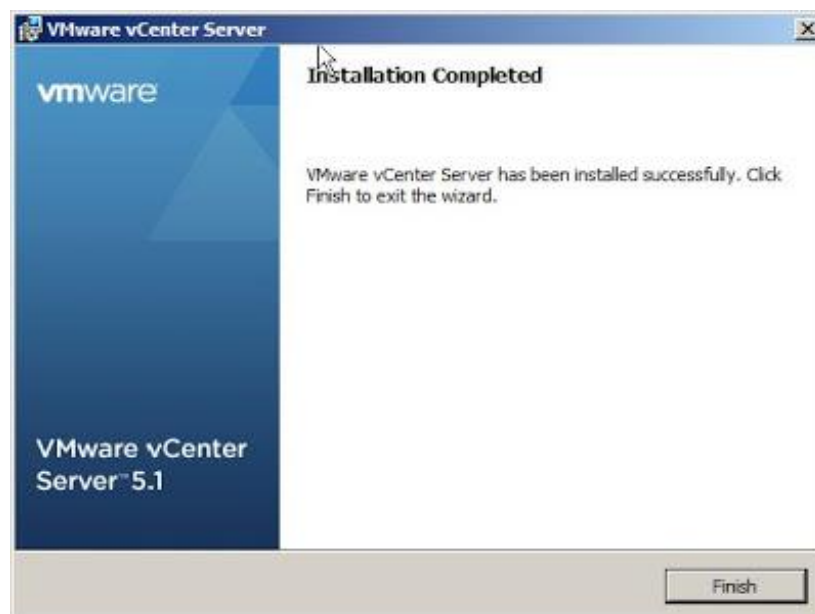 VMware vCenter Server
vmware
Installation Completed
VMware vCenter Server has been installed successfully. Click
Finish to exit the wizard.
VMware vCenter
Server™ 5.1
Finish